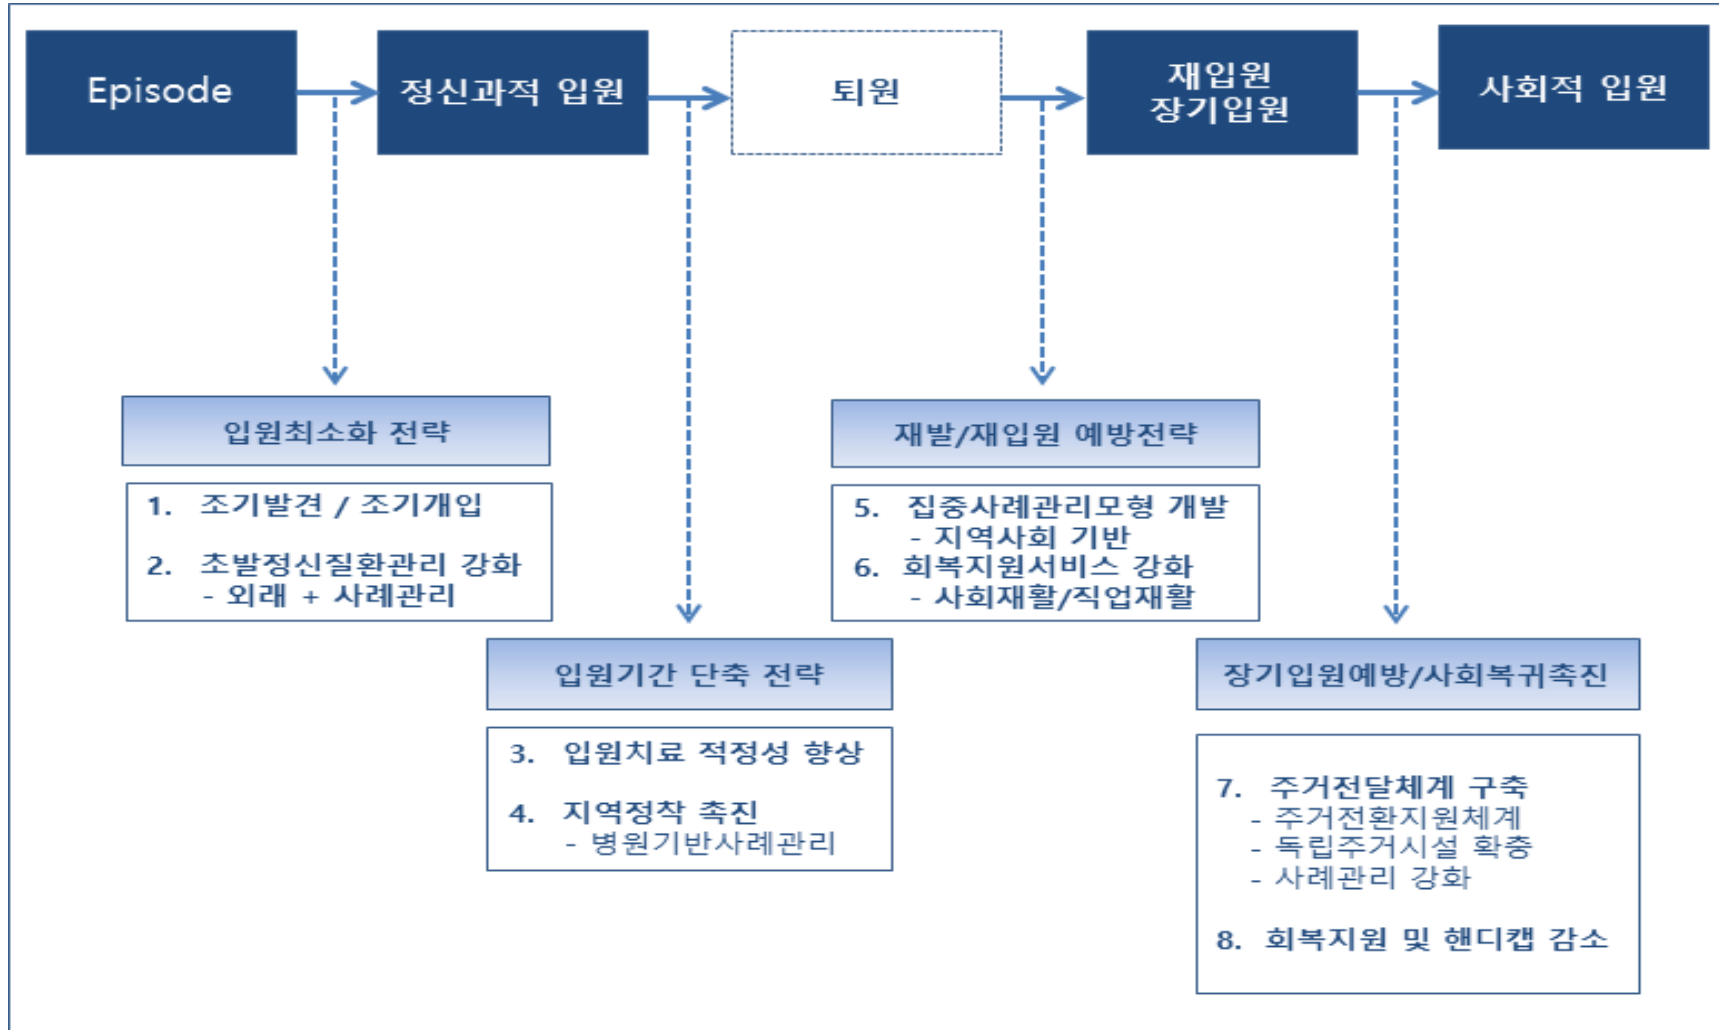 Episode
정신과적 입원
퇴원
재입원
장기입원
사회적 입원
입원최소화 전략
1. 조기발견 / 조기개입
2. 초발정신질환관리 강화
- 외래 + 사례관리
입원기간 단축 전략
3. 입원치료 적정성 향상
4. 지역정착 촉진
- 병원기반사례관리
재발/재입원 예방전략
5. 집중사례관리모형 개발
- 지역사회 기반
6. 회복지원서비스 강화
- 사회재활/직업재활
장기입원예방/사회복귀촉진
7. 주거전달체계 구축
- 주거전환지원체계
- 독립주거시설 확충
- 사례관리 강화
8. 회복지원 및 핸디캡 감소